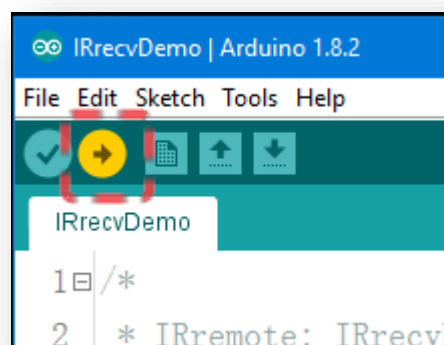 IRrecvDemo | Arduino 1.8.2
File Edit Sketch Tools Help
IRrecvDemo
1 /*
2 * IRremote: IRrecv